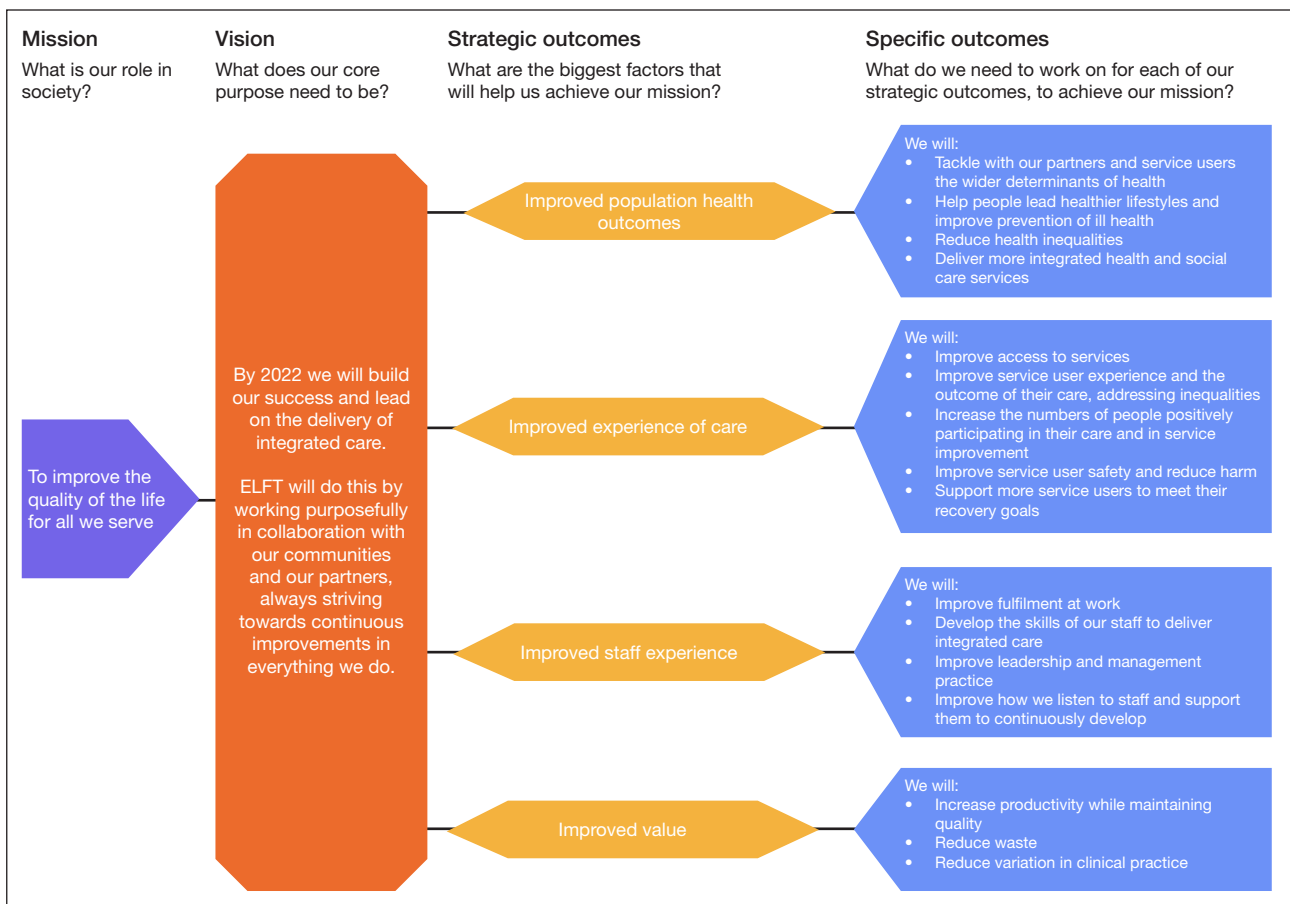 Mission
What is our role in
society?
Vision
What does our core
purpose need to be?
Strategic outcomes
What are the biggest factors that
will help us achieve our mission?
Specific outcomes
What do we need to work on for each of our
strategic outcomes, to achieve our mission?
To improve the
quality of the life
for all we serve
By 2022 we will build
our success and lead
on the delivery of
integrated care.
ELFT will do this by
working purposefully
in collaboration with
our communities
and our partners,
always striving
towards continuous
improvements in
everything we do.
Improved population health
outcomes
We will:
• Tackle with our partners and service users
the wider determinants of health
• Help people lead healthier lifestyles and
improve prevention of ill health
• Reduce health inequalities
• Deliver more integrated health and social
care services
Improved experience of care
We will:
• Improve access to services
• Improve service user experience and the
outcome of their care, addressing inequalities
• Increase the numbers of people positively
participating in their care and in service
improvement
• Improve service user safety and reduce harm
• Support more service users to meet their
recovery goals
Improved staff experience
We will:
• Improve fulfilment at work
• Develop the skills of our staff to deliver
integrated care
• Improve leadership and management
practice
• Improve how we listen to staff and support
them to continuously develop
Improved value
We will:
• Increase productivity while maintaining
quality
• Reduce waste
• Reduce variation in clinical practice